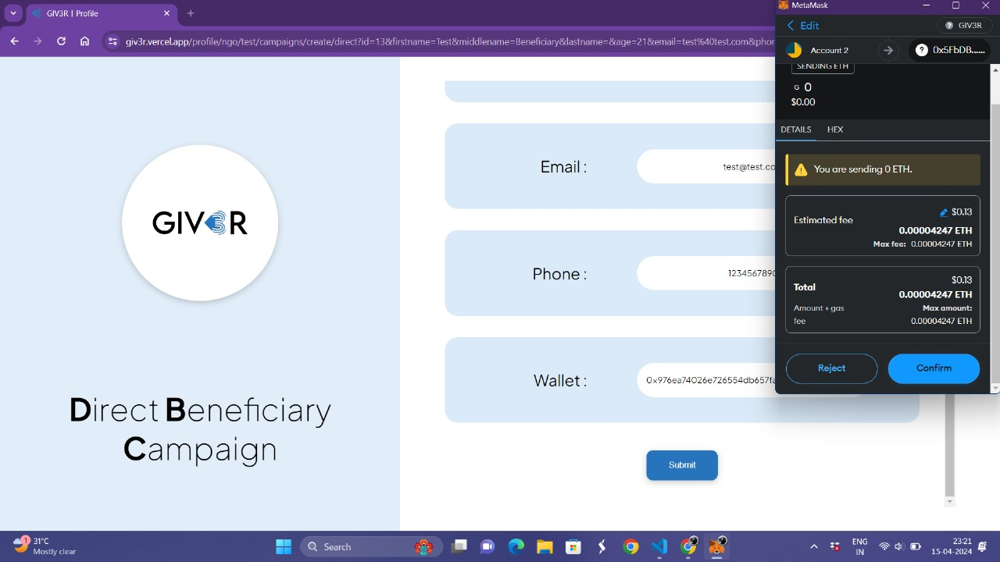 GIV3R | Profile
giv3r.vercel.app/profile/ngo/test/campaigns/create/direct?id=13&firstname=Test&middlename=Beneficiary&lastname=&age=21&email=test%40test.com&phon
GIV3R
Direct Beneficiary
Campaign
Email :
test@test.co
Phone :
1234567890
Wallet :
0x976ea74026e726554db657fa
Submit
MetaMask
Edit
GIV3R
Account 2
0x5FbDB......
SENDING ETH
G 0
$0.00
DETAILS
HEX
You are sending 0 ETH.
Estimated fee
$0.13
0.00004247 ETH
Max fee: 0.00004247 ETH
Total
$0.13
0.00004247 ETH
Amount + gas
fee
Max amount:
0.00004247 ETH
Reject
Confirm
1
31°C
Mostly clear
Search
ENG
IN
23:21
15-04-2024